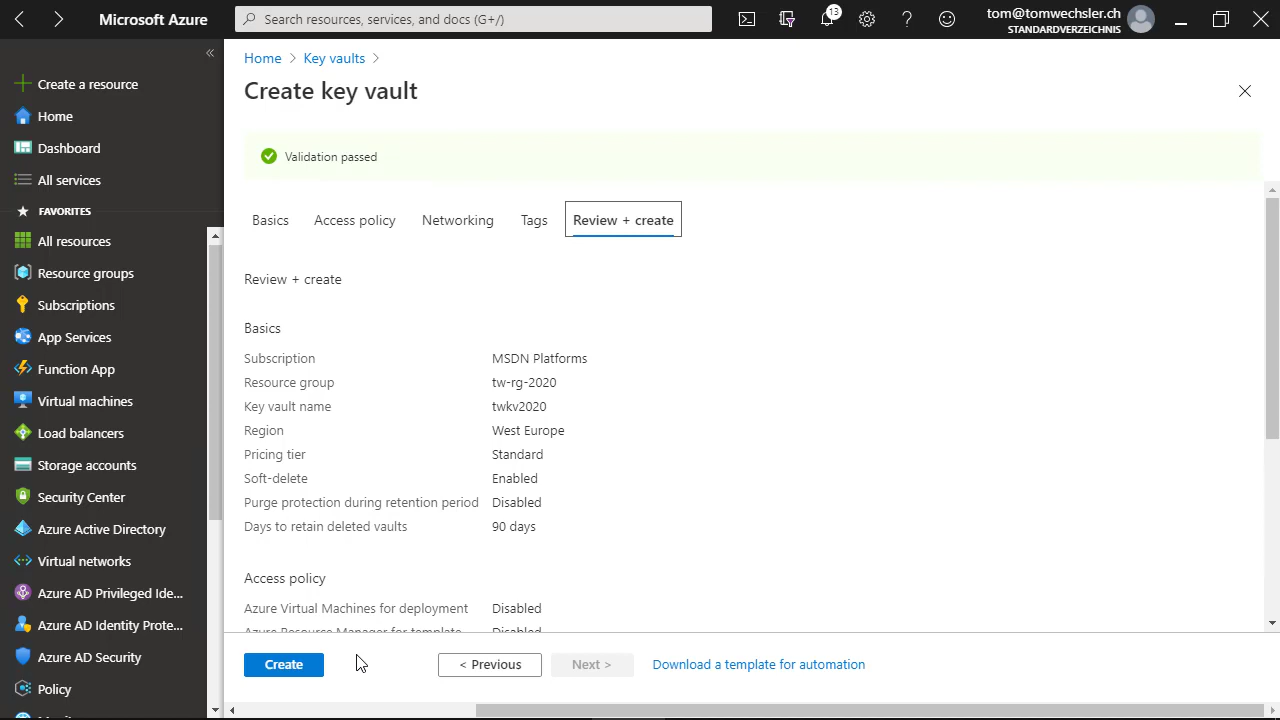 Microsoft Azure
Search resources, services, and docs (G+/)
13
tom@tomwechsler.ch
STANDARDVERZEICHNIS
Create a resource
Home
Dashboard
All services
FAVORITES
All resources
Resource groups
Subscriptions
App Services
Function App
Virtual machines
Load balancers
Storage accounts
Security Center
Azure Active Directory
Virtual networks
Azure AD Privileged Ide...
Azure AD Identity Prote...
Azure AD Security
Policy
Home > Key vaults >
Create key vault
Validation passed
Basics Access policy Networking Tags Review + create
Review + create
Basics
Subscription MSDN Platforms
Resource group tw-rg-2020
Key vault name twkv2020
Region West Europe
Pricing tier Standard
Soft-delete Enabled
Purge protection during retention period Disabled
Days to retain deleted vaults 90 days
Access policy
Azure Virtual Machines for deployment Disabled
Azure Resource Manager for template Disabled
Create < Previous Next > Download a template for automation